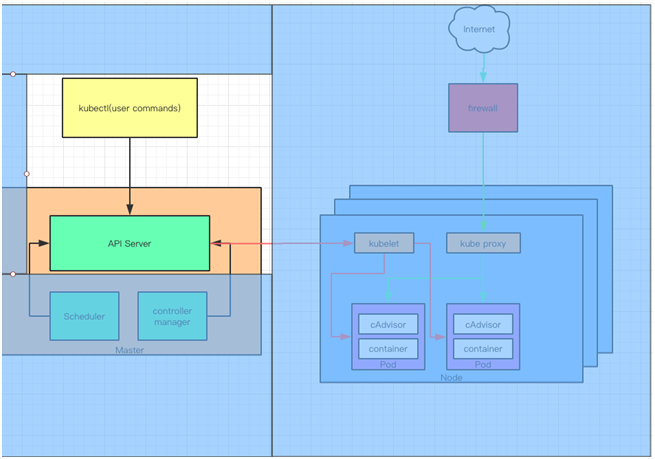 Internet
kubectl(user commands)
firewall
API Server
kubelet
kube proxy
Scheduler
controller
manager
Master
cAdvisor
container
Pod
cAdvisor
container
Pod
Node